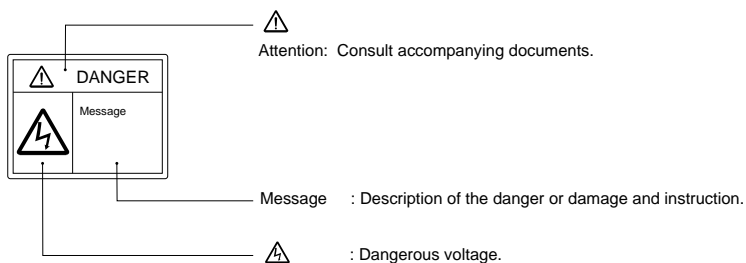 Attention: Consult accompanying documents.
DANGER
Message
Message : Description of the danger or damage and instruction.
: Dangerous voltage.